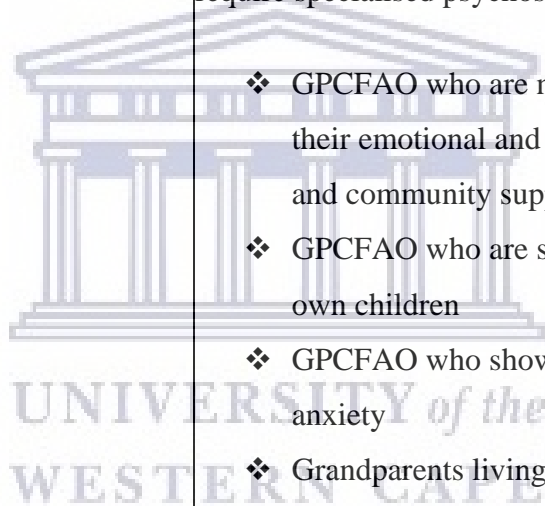 require specialised psychos
❖ GPCFAO who are
their emotional and
and community sup
❖ GPCFAO who are s
own children
❖ GPCFAO who show
anxiety
❖ Grandparents living
UNIVERSITY of the
WESTERN CAPE